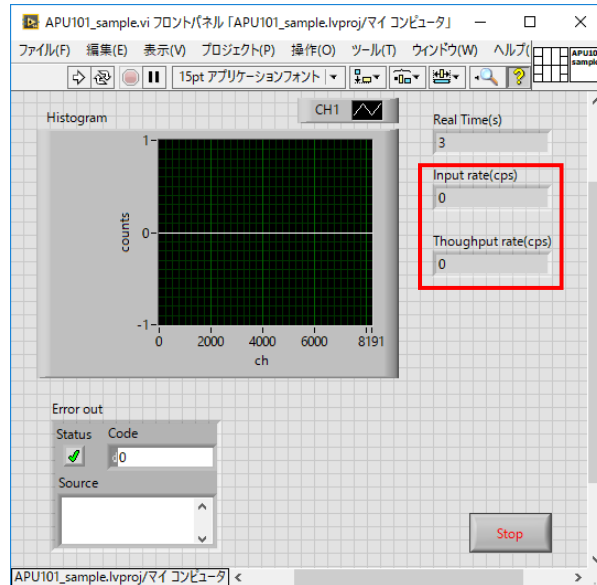 APU101_sample.vi フロントパネル「APU101_sample.lvproj/マイ コンピュータ」
ファイル(F) 編集(E) 表示(V) プロジェクト(P) 操作(O) ツール(T) ウィンドウ(W) ヘルプ(
15pt アプリケーションフォント
Histogram
CH1
counts
1
0
-1
0 2000 4000 6000 8191
ch
Real Time(s)
3
Input rate(cps)
0
Thoughput rate(cps)
0
Error out
Status Code
d0
Source
Stop
APU101_sample.lvproj/マイ コンピュータ